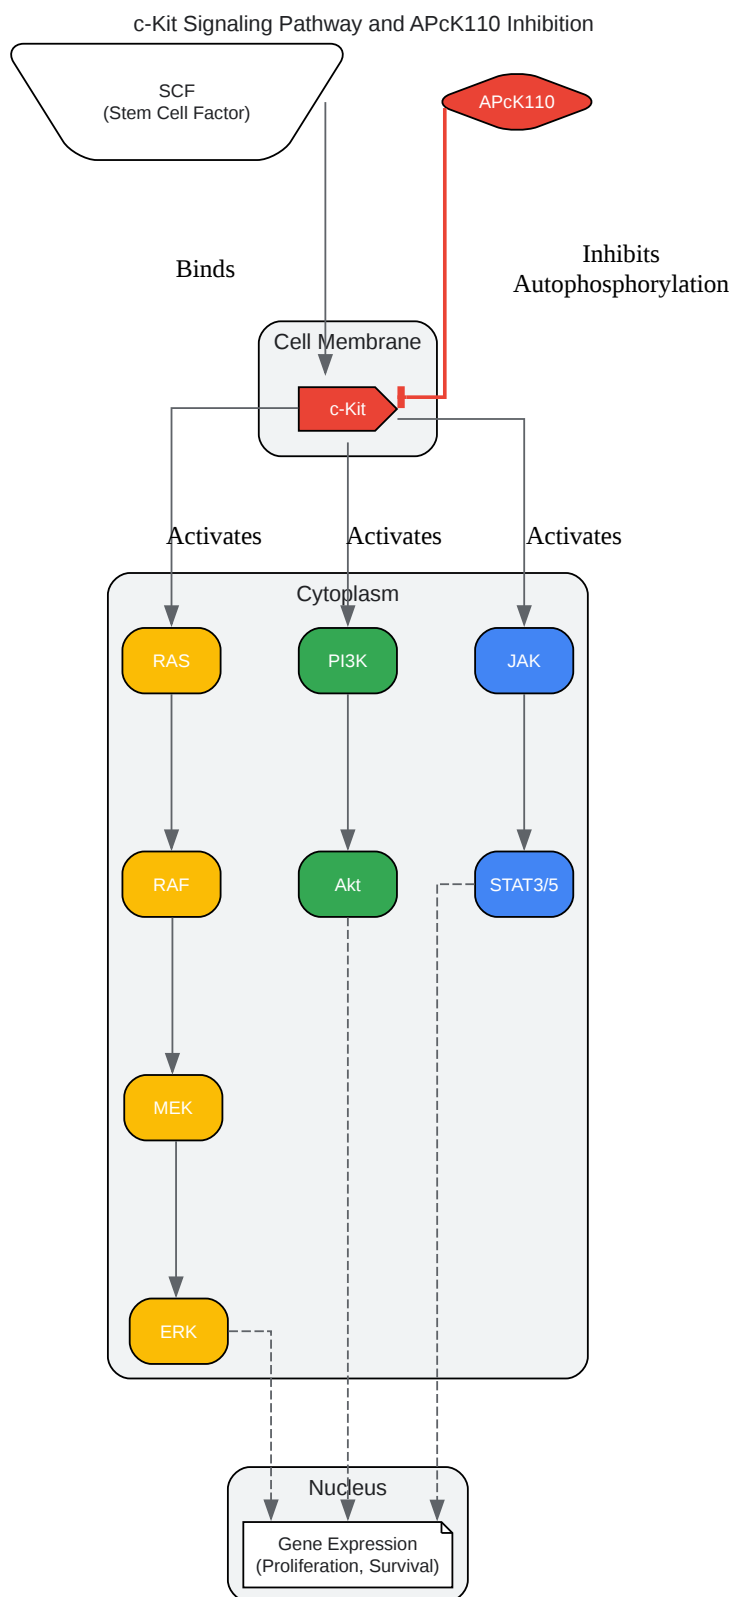 c-Kit Signaling Pathway and APcK110 Inhibition
SCF
(Stem Cell Factor)
APcK110
Binds
Inhibits
Autophosphorylation
Cell Membrane
c-Kit
Activates
Activates
Activates
Cytoplasm
RAS
PI3K
JAK
RAF
Akt
STAT3/5
MEK
ERK
Nucleus
Gene Expression
(Proliferation, Survival)